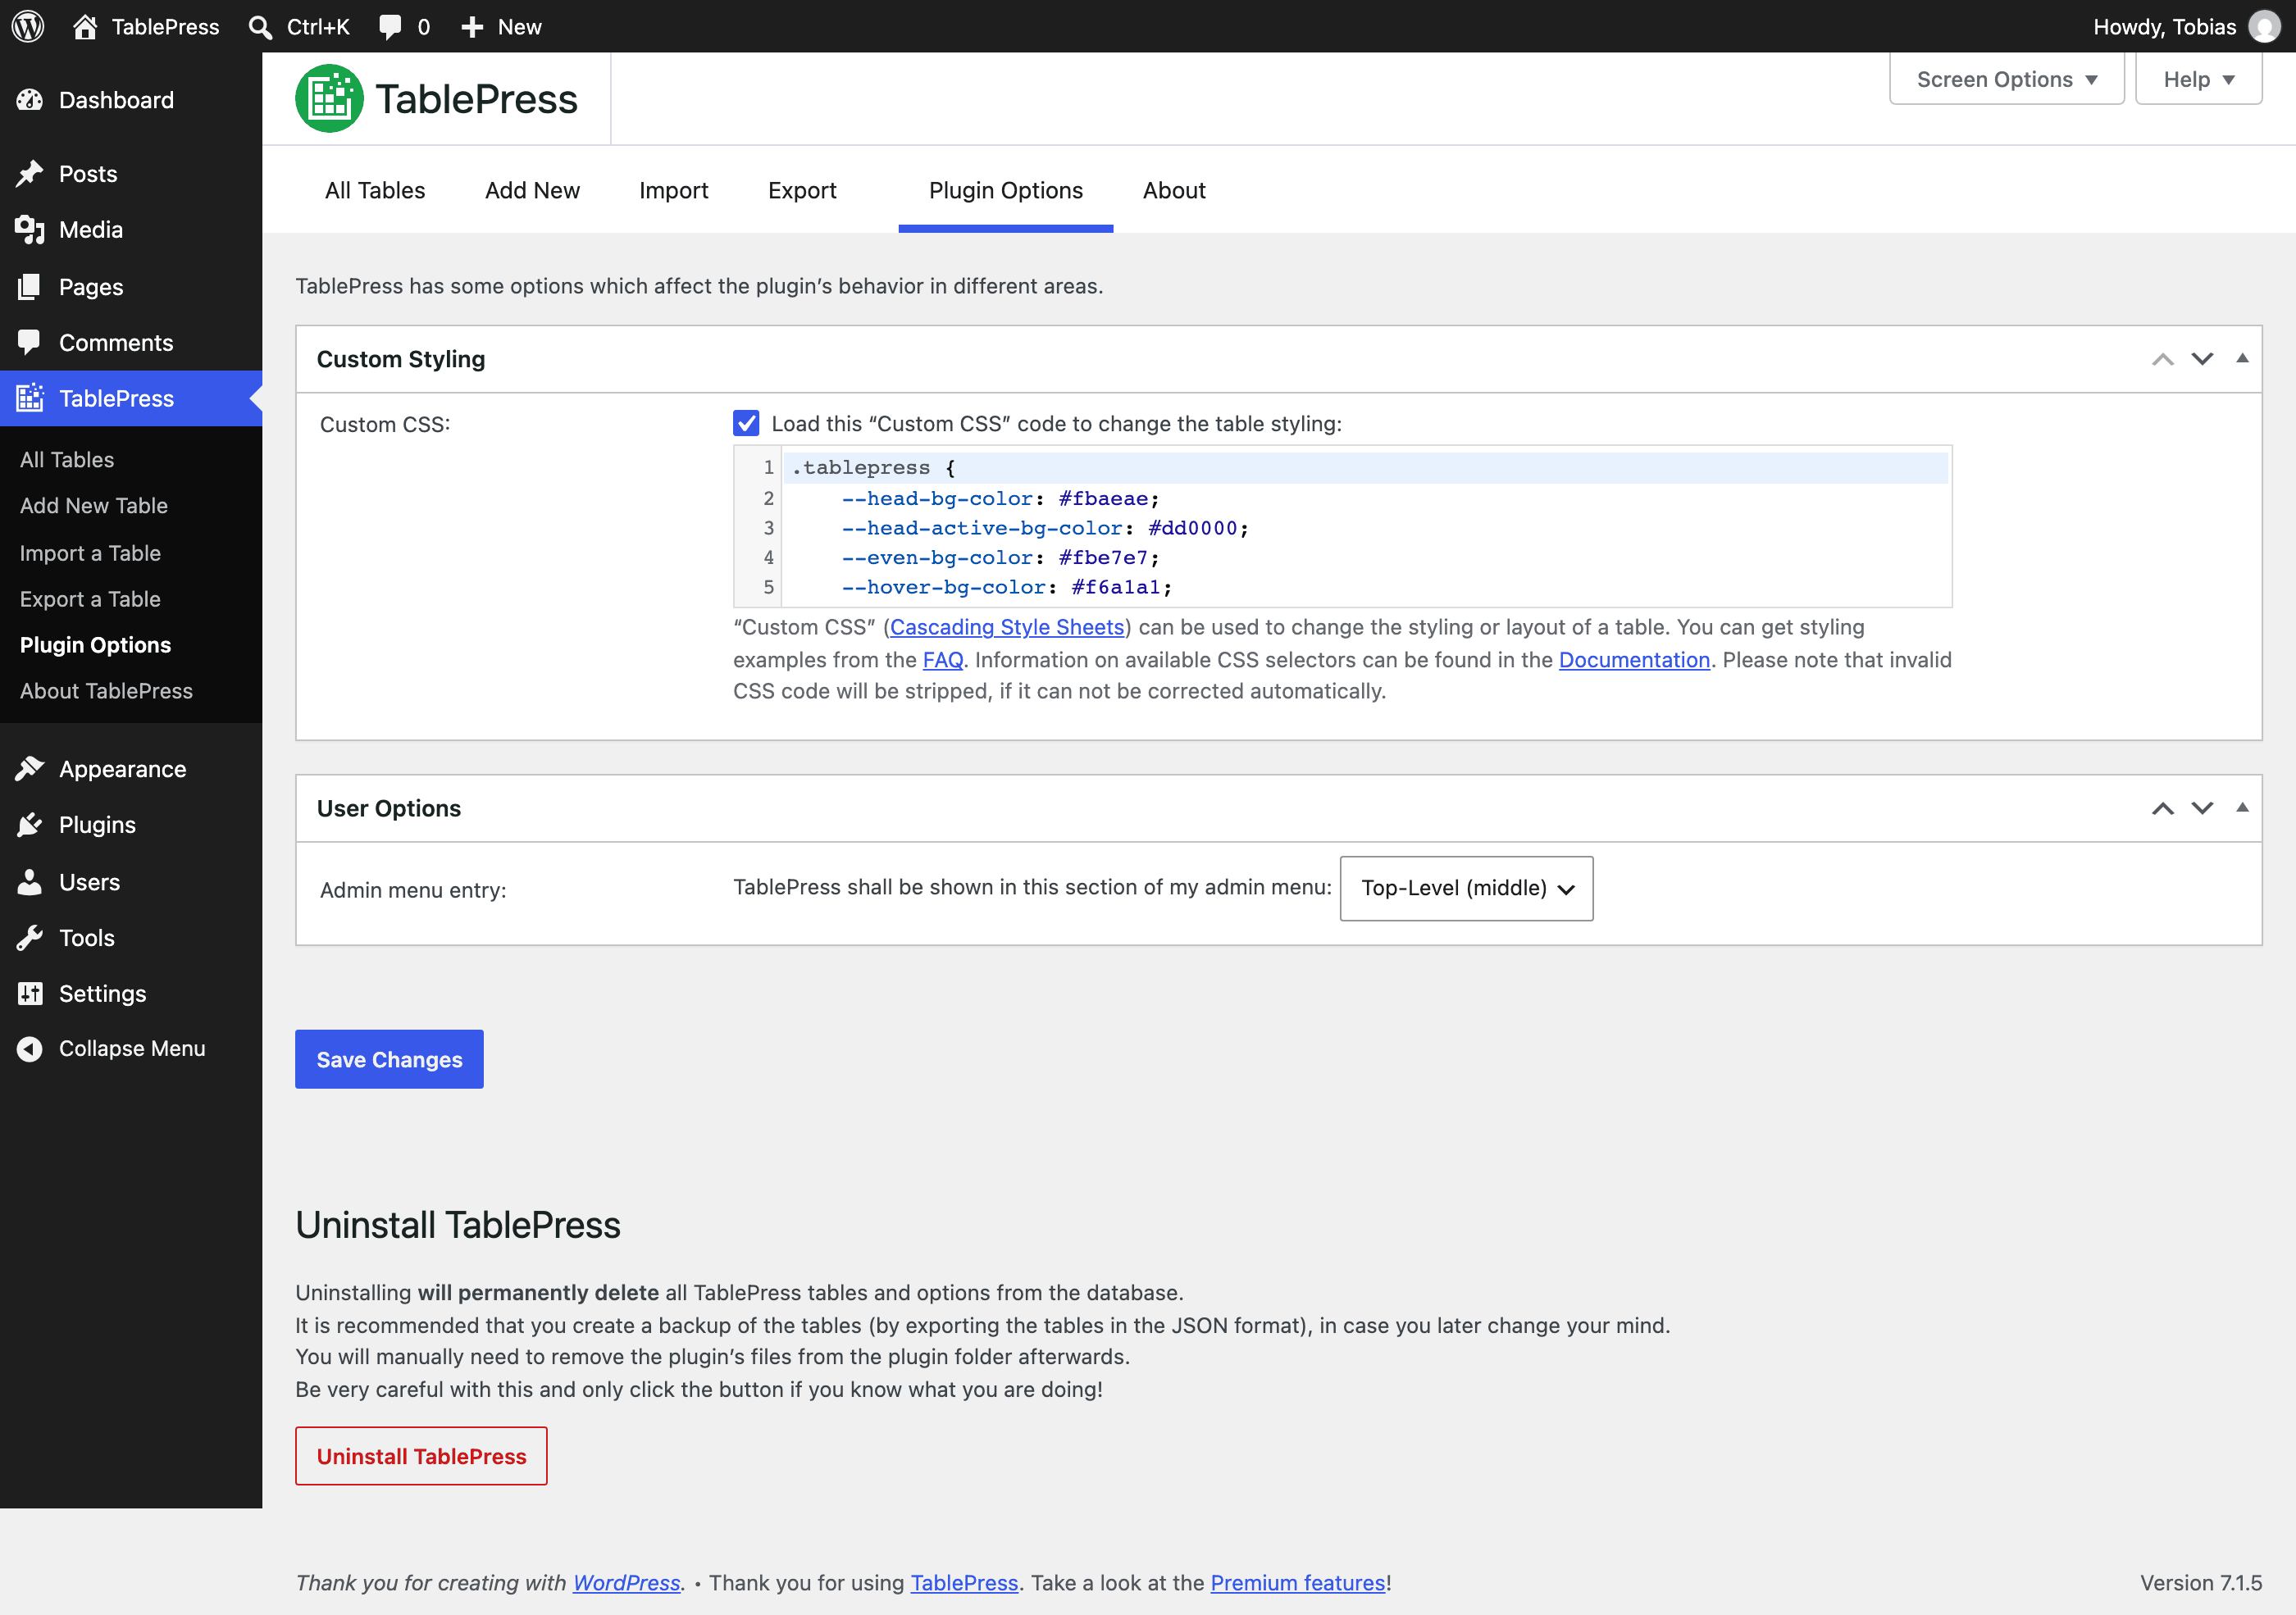 TablePress
Ctrl+K
0
New
Howdy, Tobias
Dashboard
Posts
Media
Pages
Comments
TablePress
All Tables
Add New Table
Import a Table
Export a Table
Plugin Options
About TablePress
Appearance
Plugins
Users
Tools
Settings
Collapse Menu
TablePress
Screen Options
Help
All Tables
Add New
Import
Export
Plugin Options
About
TablePress has some options which affect the plugin’s behavior in different areas.
Custom Styling
Custom CSS:
Load this “Custom CSS” code to change the table styling:
1 .tablepress {
2 --head-bg-color: #fbaeae;
3 --head-active-bg-color: #dd0000;
4 --even-bg-color: #fbe7e7;
5 --hover-bg-color: #f6a1a1;
“Custom CSS” (Cascading Style Sheets) can be used to change the styling or layout of a table. You can get styling
examples from the FAQ. Information on available CSS selectors can be found in the Documentation. Please note that invalid
CSS code will be stripped, if it can not be corrected automatically.
User Options
Admin menu entry:
TablePress shall be shown in this section of my admin menu: Top-Level (middle)
Save Changes
Uninstall TablePress
Uninstalling will permanently delete all TablePress tables and options from the database.
It is recommended that you create a backup of the tables (by exporting the tables in the JSON format), in case you later change your mind.
You will manually need to remove the plugin’s files from the plugin folder afterwards.
Be very careful with this and only click the button if you know what you are doing!
Uninstall TablePress
Thank you for creating with WordPress. • Thank you for using TablePress. Take a look at the Premium features!
Version 7.1.5